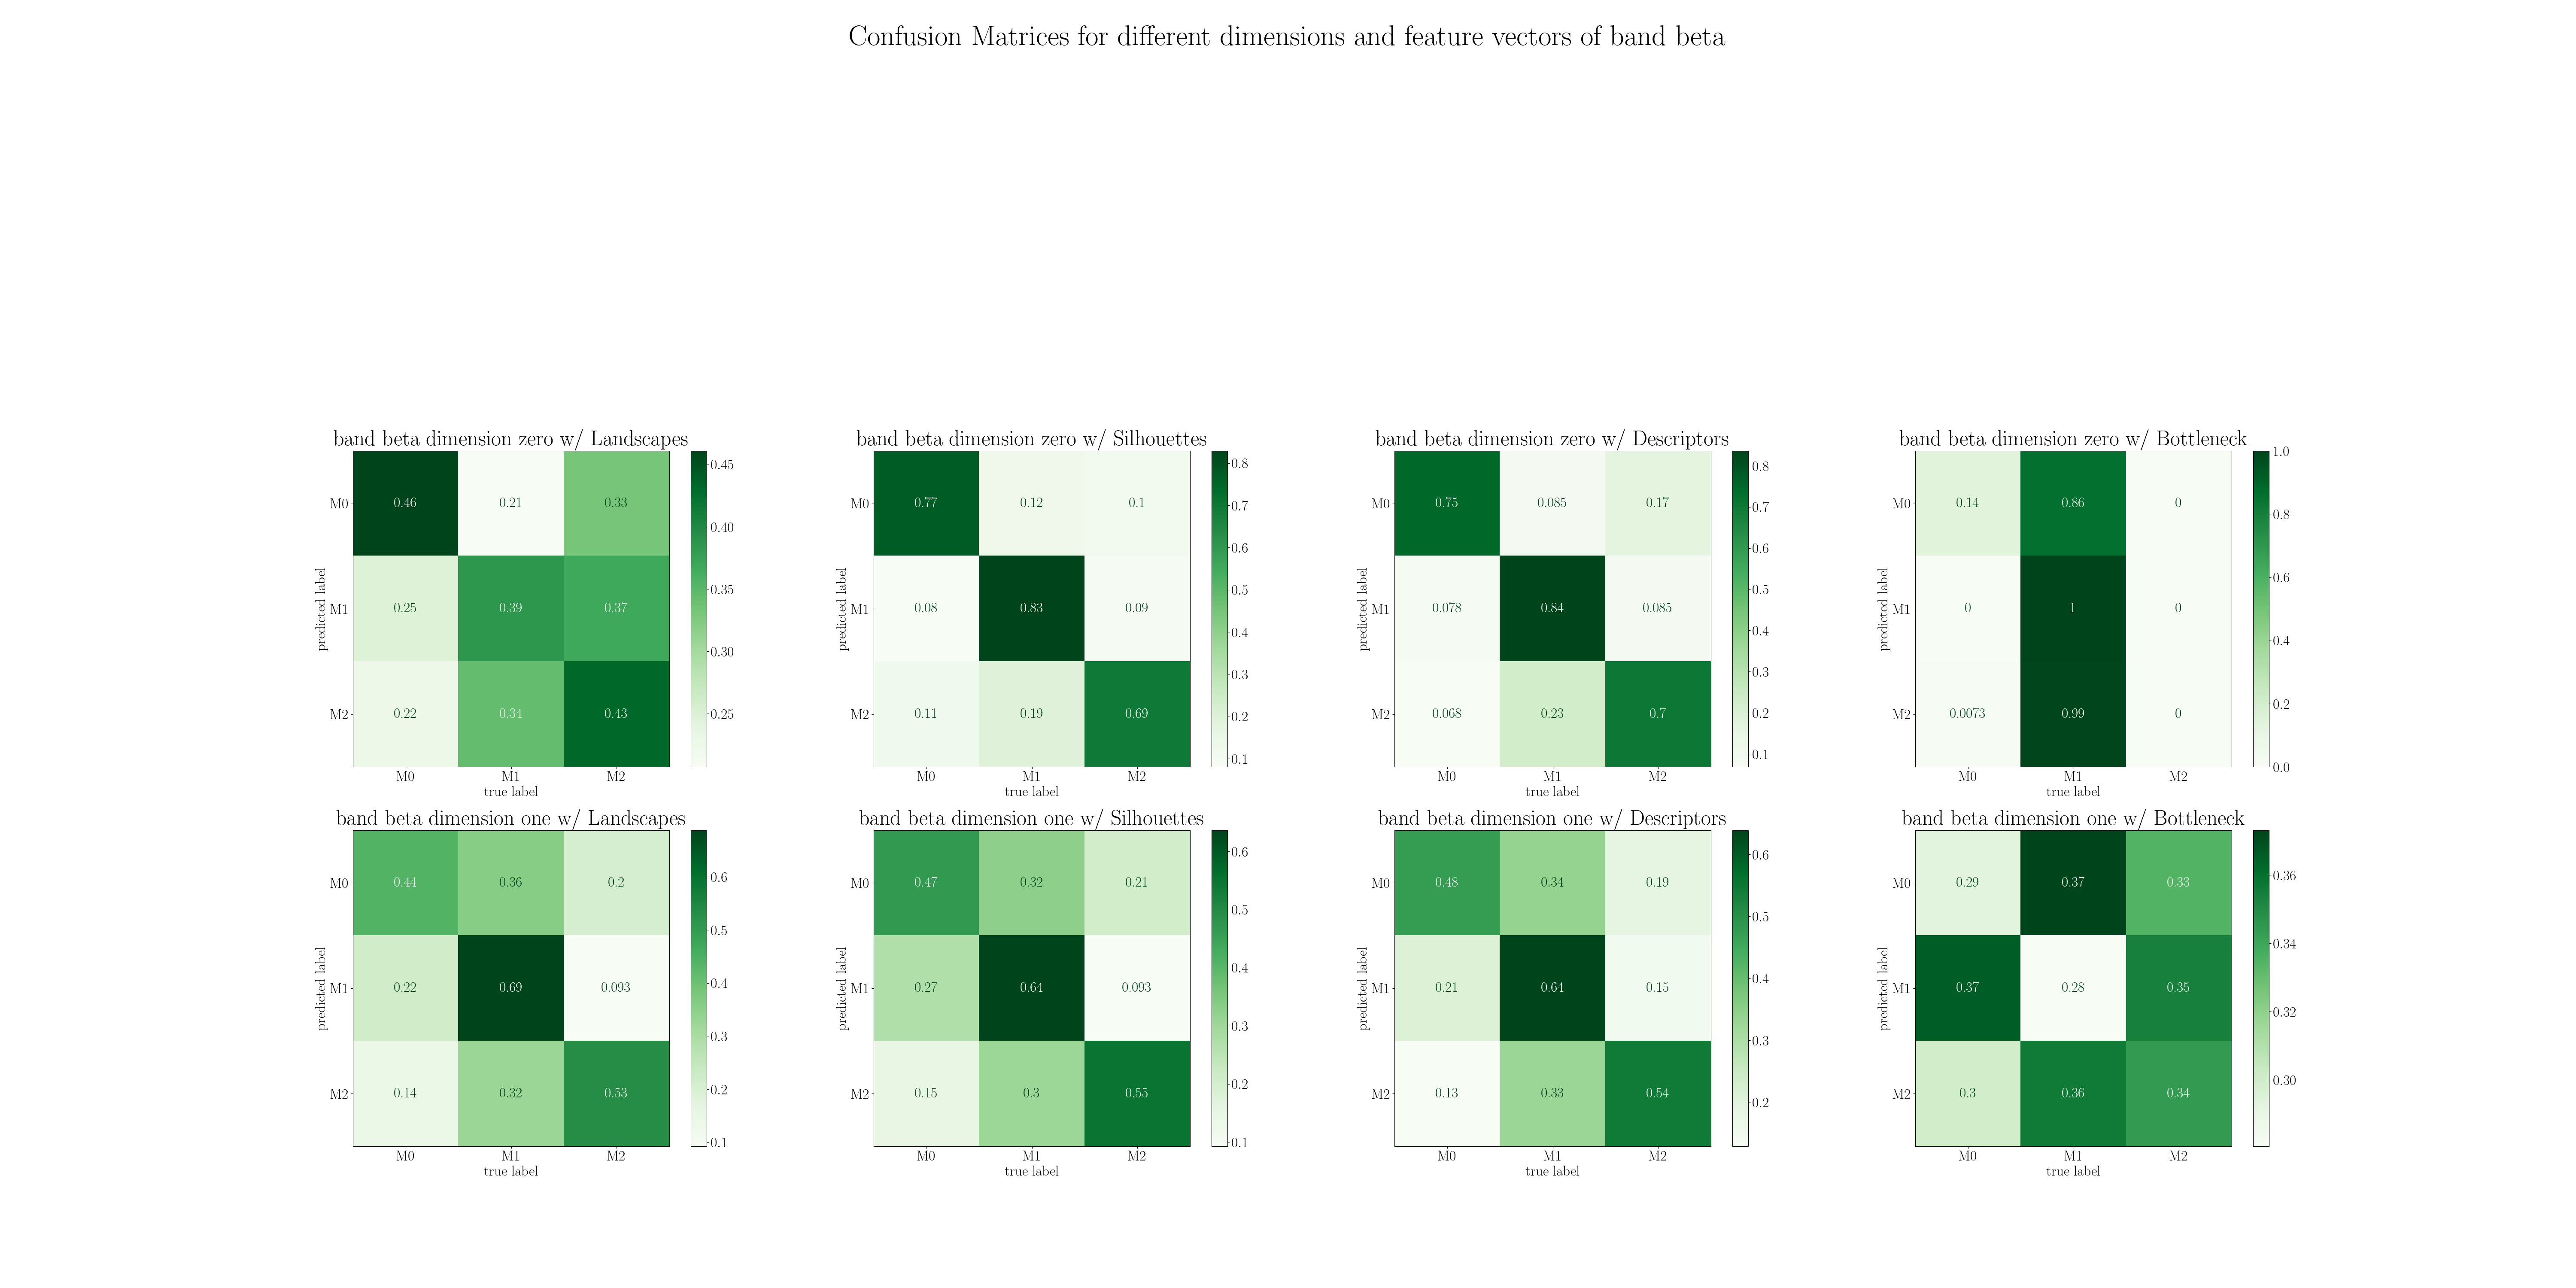 Confusion Matrices for different dimensions and feature vectors of band beta
band beta dimension zero w/ Landscapes
M0 0.46 0.21 0.33
M1 0.25 0.39 0.37
M2 0.22 0.34 0.43
M0 M1 M2
true label
predicted label
0.45
0.40
0.35
0.30
0.25
band beta dimension zero w/ Silhouettes
M0 0.77 0.12 0.1
M1 0.08 0.83 0.09
M2 0.11 0.19 0.69
M0 M1 M2
true label
predicted label
0.8
0.7
0.6
0.5
0.4
0.3
0.2
0.1
band beta dimension zero w/ Descriptors
M0 0.75 0.085 0.17
M1 0.078 0.84 0.085
M2 0.068 0.23 0.7
M0 M1 M2
true label
predicted label
0.8
0.7
0.6
0.5
0.4
0.3
0.2
0.1
band beta dimension zero w/ Bottleneck
M0 0.14 0.86 0
M1 0 1 0
M2 0.0073 0.99 0
M0 M1 M2
true label
predicted label
1.0
0.8
0.6
0.4
0.2
0.0
band beta dimension one w/ Landscapes
M0 0.44 0.36 0.2
M1 0.22 0.69 0.093
M2 0.14 0.32 0.53
M0 M1 M2
true label
predicted label
0.6
0.5
0.4
0.3
0.2
0.1
band beta dimension one w/ Silhouettes
M0 0.47 0.32 0.21
M1 0.27 0.64 0.093
M2 0.15 0.3 0.55
M0 M1 M2
true label
predicted label
0.6
0.5
0.4
0.3
0.2
0.1
band beta dimension one w/ Descriptors
M0 0.48 0.34 0.19
M1 0.21 0.64 0.15
M2 0.13 0.33 0.54
M0 M1 M2
true label
predicted label
0.6
0.5
0.4
0.3
0.2
band beta dimension one w/ Bottleneck
M0 0.29 0.37 0.33
M1 0.37 0.28 0.35
M2 0.3 0.36 0.34
M0 M1 M2
true label
predicted label
0.36
0.34
0.32
0.30